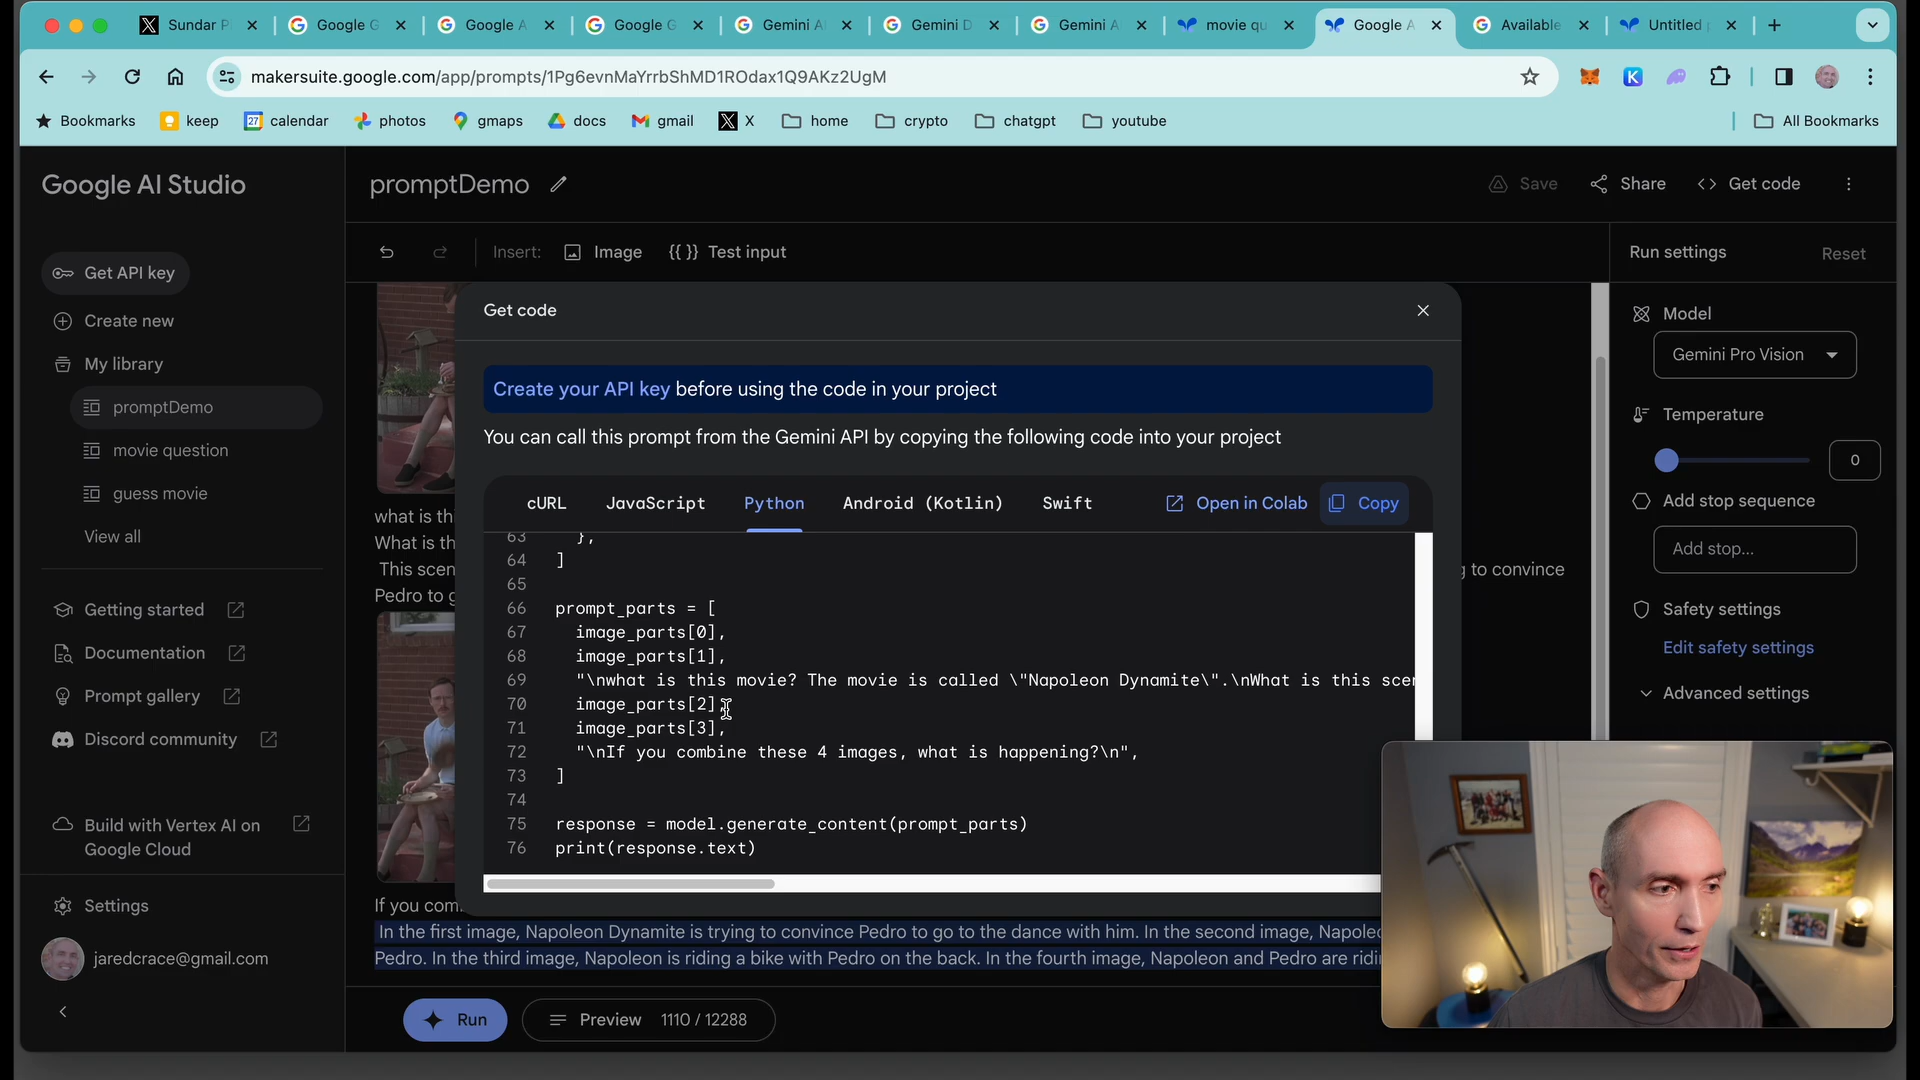 Sundar P
Google G
Google A
Google G
Gemini A
Gemini D
Gemini A
movie qu
Google A
Available
Untitled
makersuite.google.com/app/prompts/1Pg6evnMaYrrbShMD1ROdax1Q9AKz2UgM
Bookmarks
keep
calendar
photos
gmaps
docs
gmail
X
home
crypto
chatgpt
youtube
All Bookmarks
Google AI Studio
promptDemo
Save
Share
Get code
Get API key
Create new
My library
promptDemo
movie question
guess movie
View all
Getting started
Documentation
Prompt gallery
Discord community
Build with Vertex AI on
Google Cloud
Settings
jaredcrace@gmail.com
Insert:
Image
{{ }} Test input
Run settings
Reset
Model
Gemini Pro Vision
Temperature
0
Add stop sequence
Add stop...
Safety settings
Edit safety settings
Advanced settings
Get code
Create your API key before using the code in your project
You can call this prompt from the Gemini API by copying the following code into your project
cURL
JavaScript
Python
Android (Kotlin)
Swift
Open in Colab
Copy
63 },
64 ]
65
66 prompt_parts = [
67 image_parts[0],
68 image_parts[1],
69 "\nwhat is this movie? The movie is called \"Napoleon Dynamite\".\nWhat is this scen
70 image_parts[2],
71 image_parts[3],
72 "\nIf you combine these 4 images, what is happening?\n",
73 ]
74
75 response = model.generate_content(prompt_parts)
76 print(response.text)
what is thi
What is th
This scen
g to convince
Pedro to g
If you com
In the first image, Napoleon Dynamite is trying to convince Pedro to go to the dance with him. In the second image, Napoleo
Pedro. In the third image, Napoleon is riding a bike with Pedro on the back. In the fourth image, Napoleon and Pedro are ridi
Run
Preview
1110 / 12288